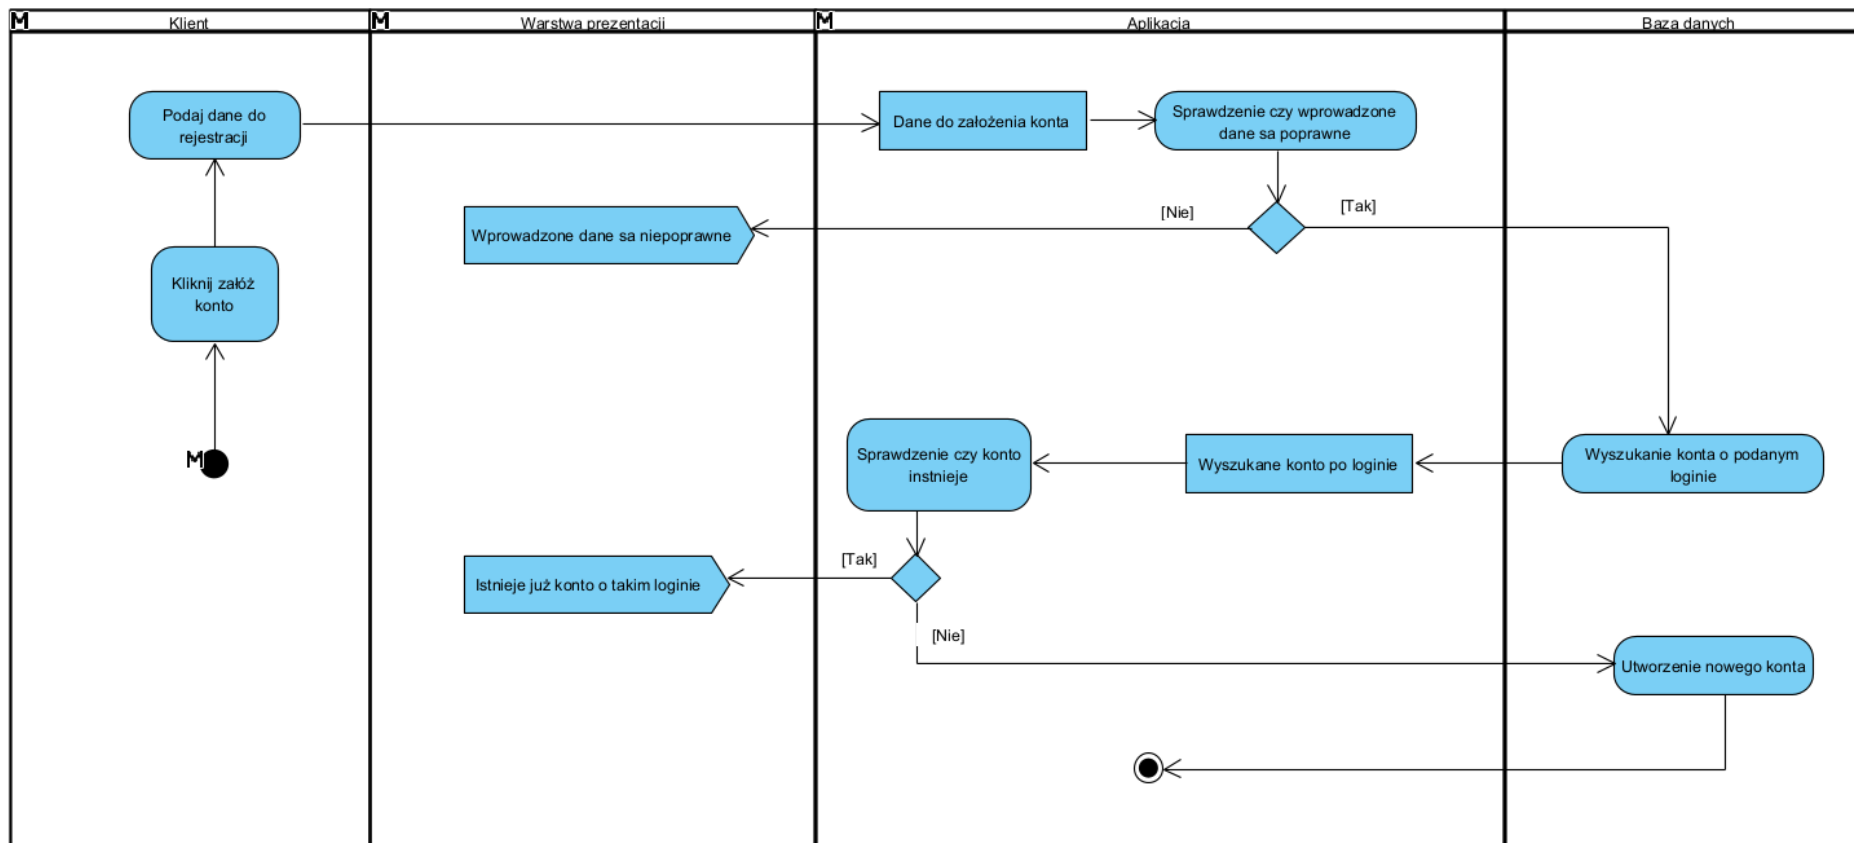 M Klient
M Warstwa prezentacji
M Aplikacja
Baza danych
Podaj dane do
rejestracji
Dane do założenia konta
Sprawdzenie czy wprowadzone
dane sa poprawne
[Nie]
[Tak]
Wprowadzone dane sa niepoprawne
Kliknij załóż
konto
M
Sprawdzenie czy konto
instnieje
Wyszukane konto po loginie
Wyszukanie konta o podanym
loginie
[Tak]
Istnieje już konto o takim loginie
[Nie]
Utworzenie nowego konta